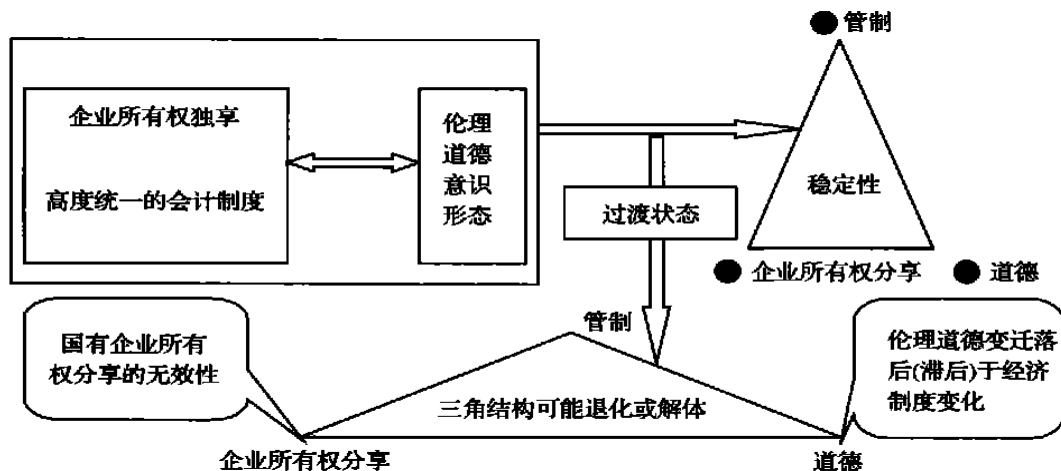 管制
企业所有权独享
高度统一的会计制度
伦理
道德
意识
形态
过渡状态
稳定性
企业所有权分享
道德
国有企业所有
权分享的无效性
管制
伦理道德变迁落
后(滞后)于经济
制度变化
三角结构可能退化或解体
企业所有权分享
道德